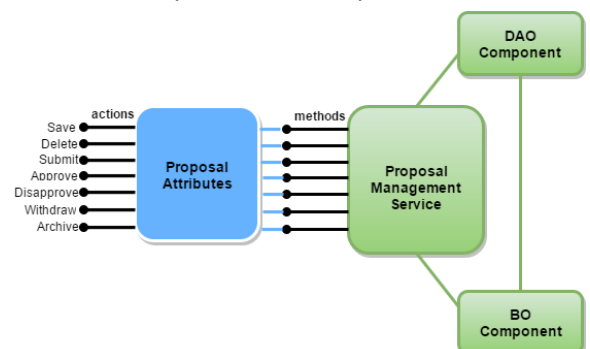 DAO
Component
actions
methods
Save
Delete
Submit
Approve
Disapprove
Withdraw
Archive
Proposal
Attributes
Proposal
Management
Service
BO
Component